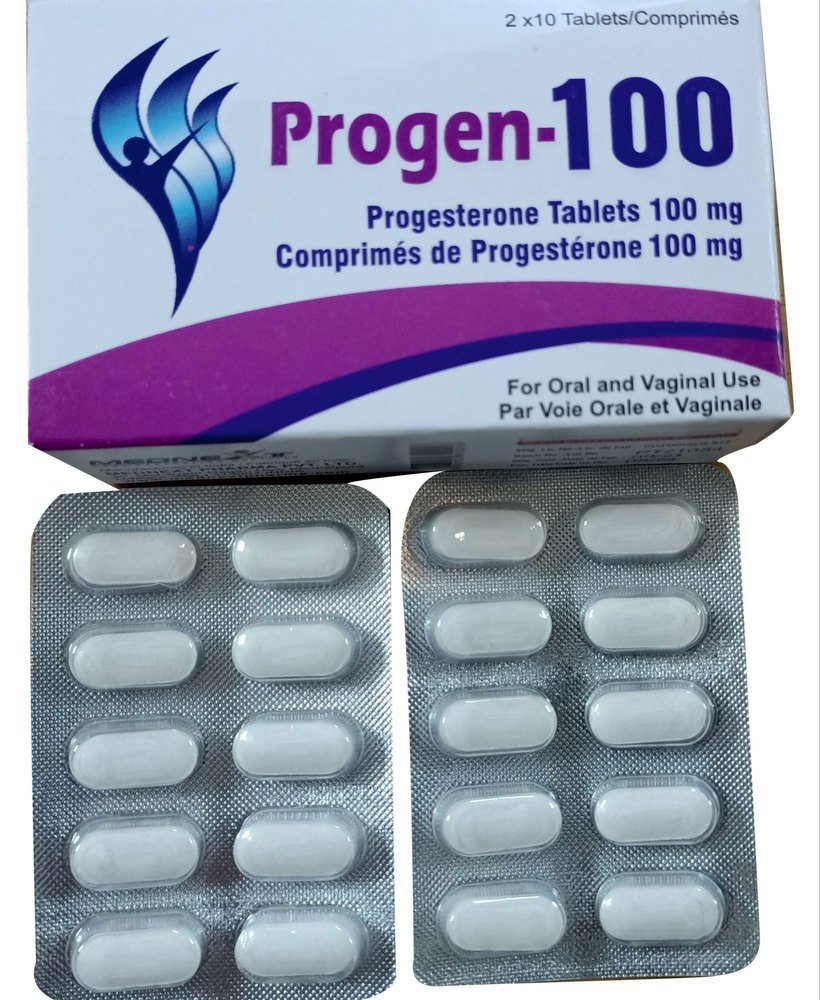 2 x10 Tablets/Comprimés
Progen-100
Progesterone Tablets 100 mg
Comprimés de Progestérone 100 mg
For Oral and Vaginal Use
Par Voie Orale et Vaginale
MEDNEXT